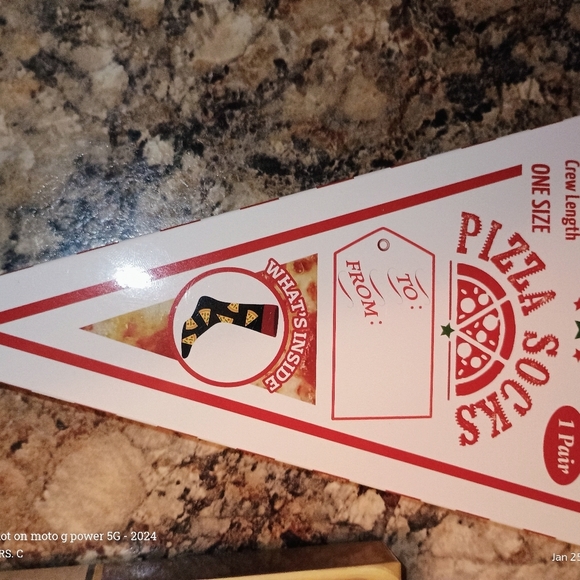 Crew Length
ONE SIZE
PIZZA SOCKS
1 Pair
TO:
FROM:
WHAT'S INSIDE
ot on moto g power 5G - 2024
RS. C
Jan 25